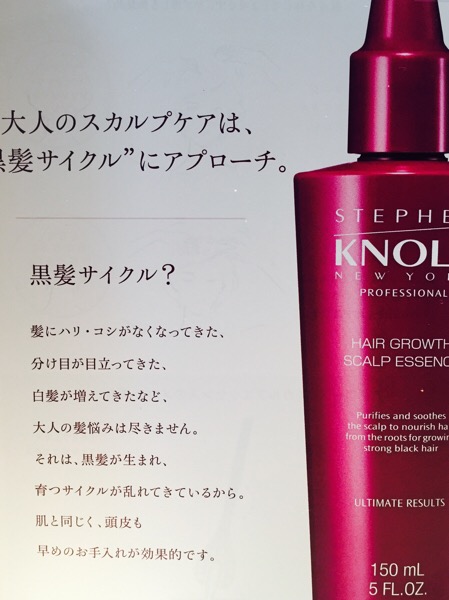 大人のスカルプケアは、
黒髪サイクル”にアプローチ。
黒髪サイクル?
髪にハリ・コシがなくなってきた、
分け目が目立ってきた、
白髪が増えてきたなど、
大人の髪悩みは尽きません。
それは、黒髪が生まれ、
育つサイクルが乱れてきているから。
肌と同じく、頭皮も
早めのお手入れが効果的です。
STEPHE
KNOL
NEW YO
PROFESSIONAL
HAIR GROWTH
SCALP ESSENC
Purifies and soothes
the scalp to nourish hai
from the roots for growin
strong black hair
ULTIMATE RESULTS
150 mL
5 FL.OZ.